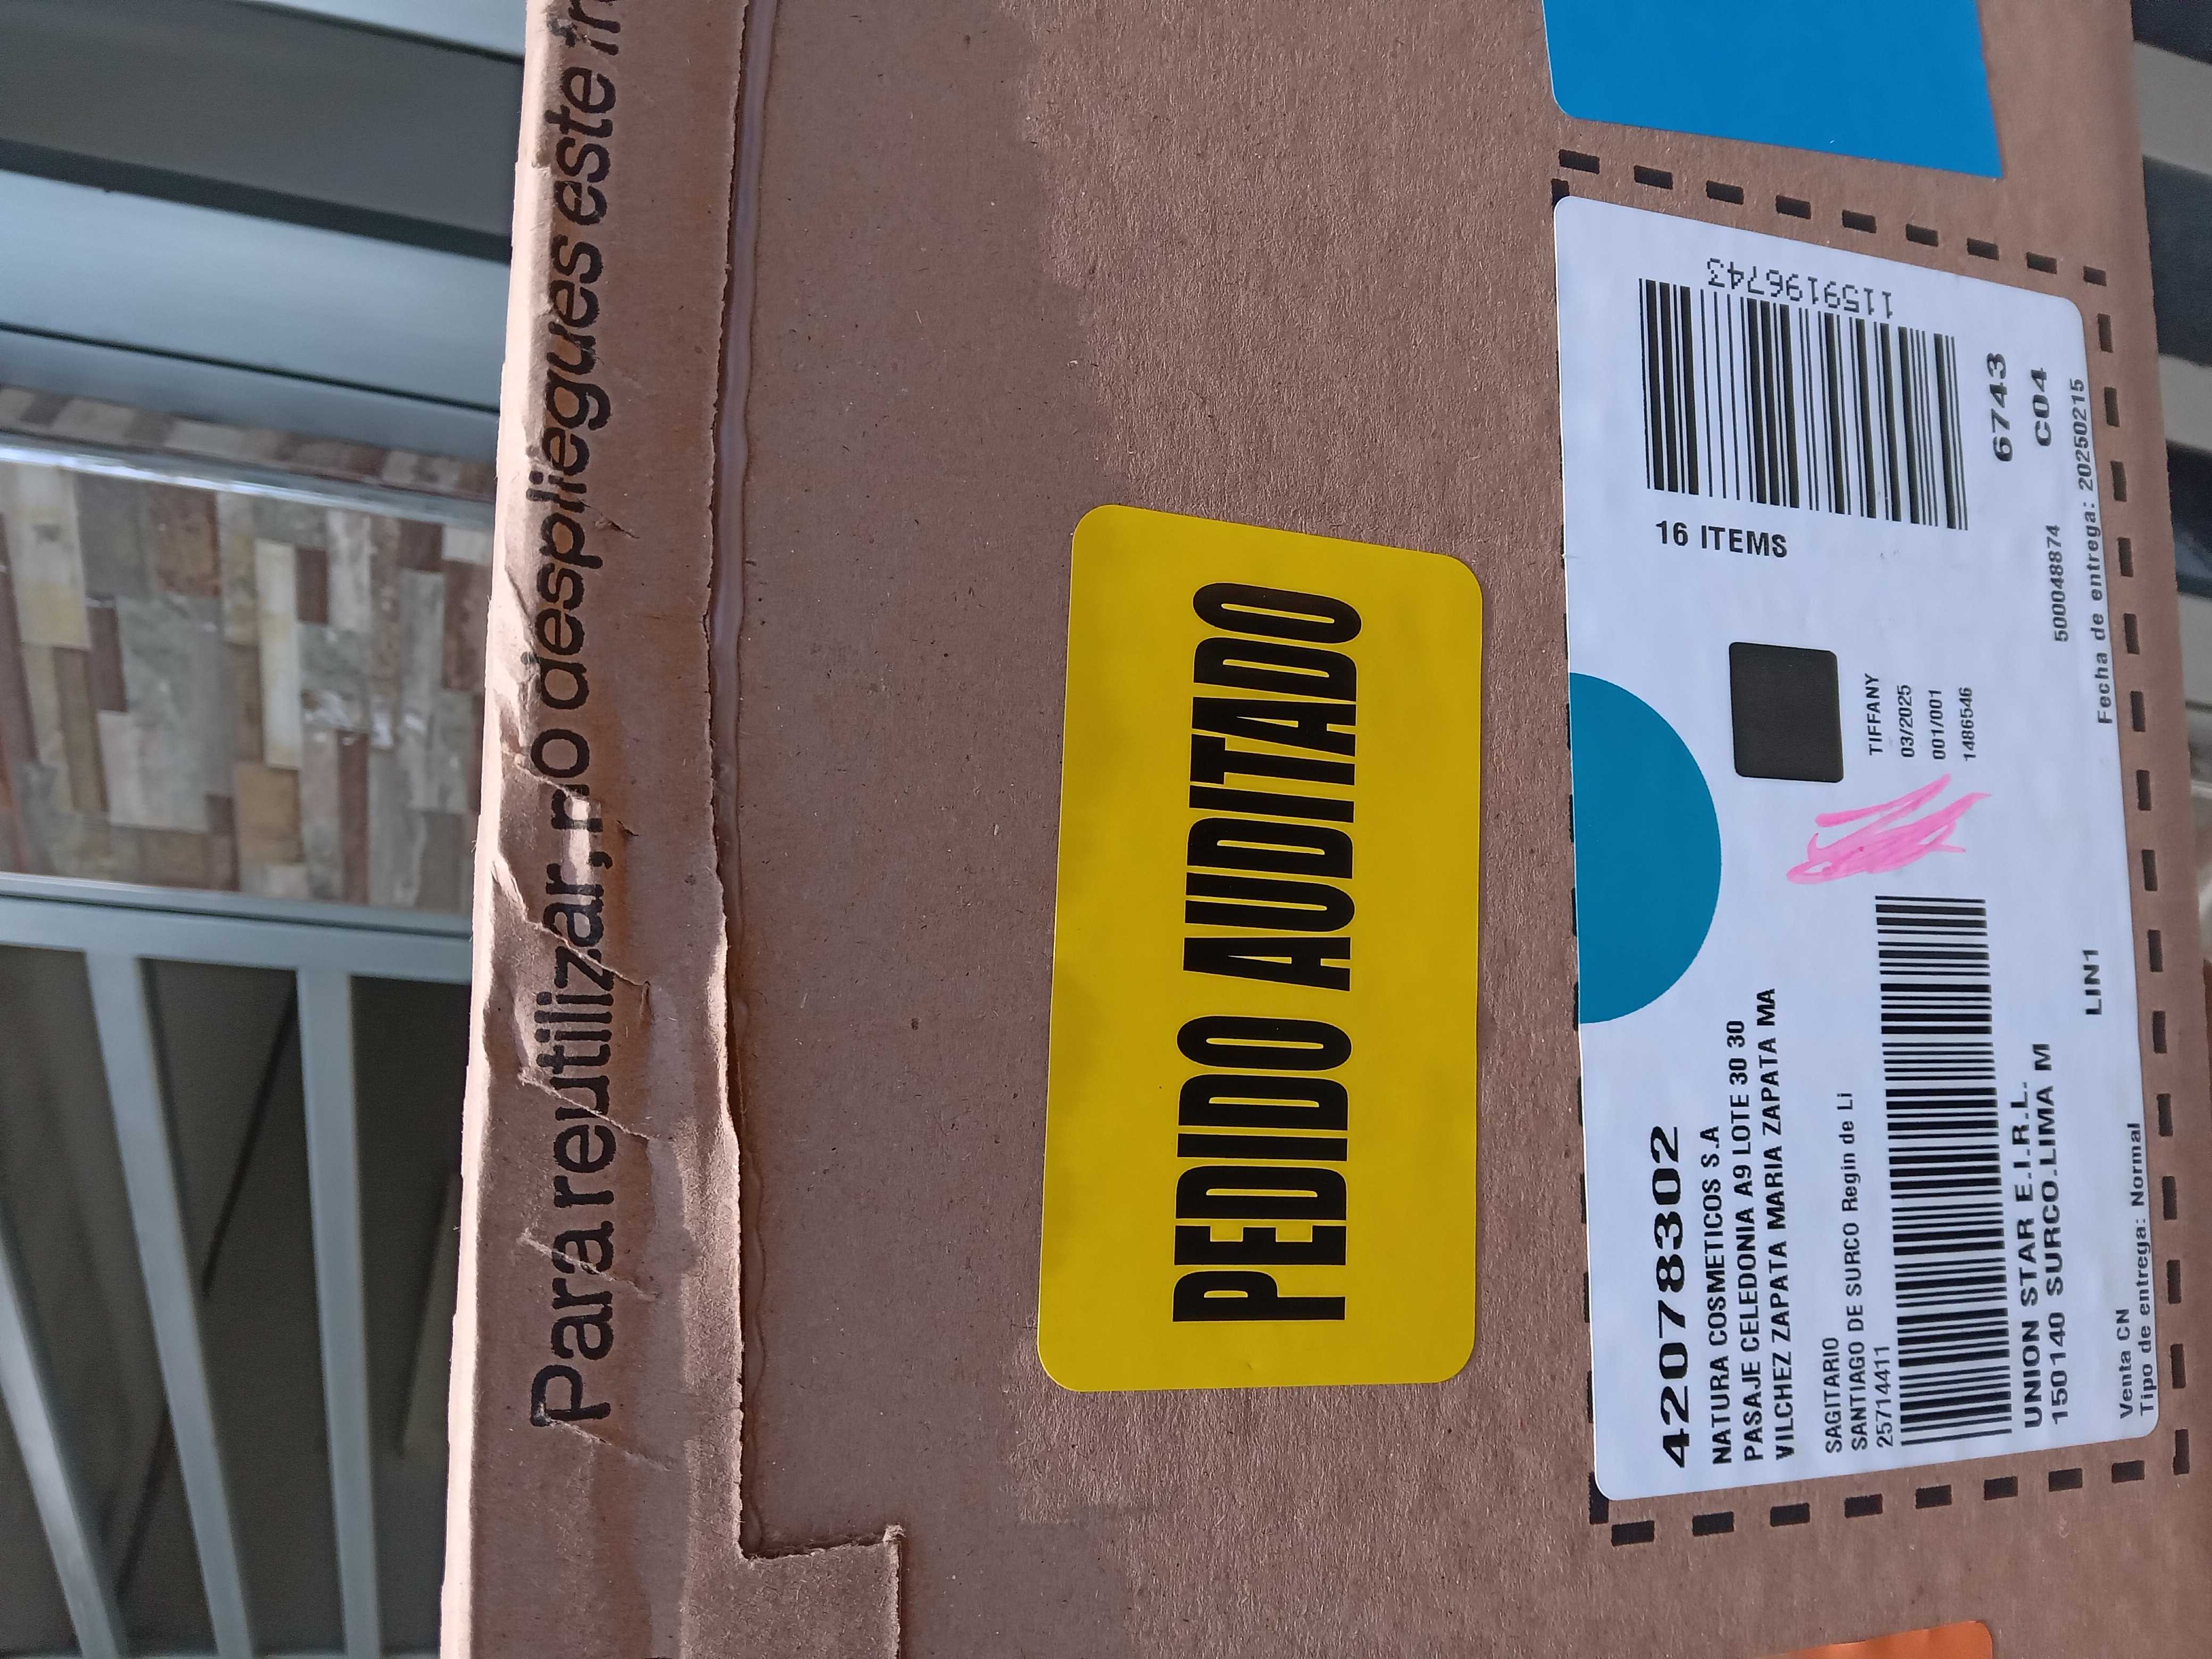 Para reutilizar, no despliegues este
PEDIDO AUDITADO
42078302
NATURA COSMETICOS S.A
PASAJE CELEDONIA A9 LOTE 30 30
VILCHEZ ZAPATA MARIA ZAPATA MA
SAGITARIO
SANTIAGO DE SURCO Regin de Li
25714411
UNION STAR E.I.R.L.
150140 SURCO.LIMA M
LIN1
Venta CN
Tipo de entrega: Normal
16 ITEMS
1159196743
TIFFANY
03/2025
001/001
1486546
6743
C04
500048874
Fecha de entrega: 20250215